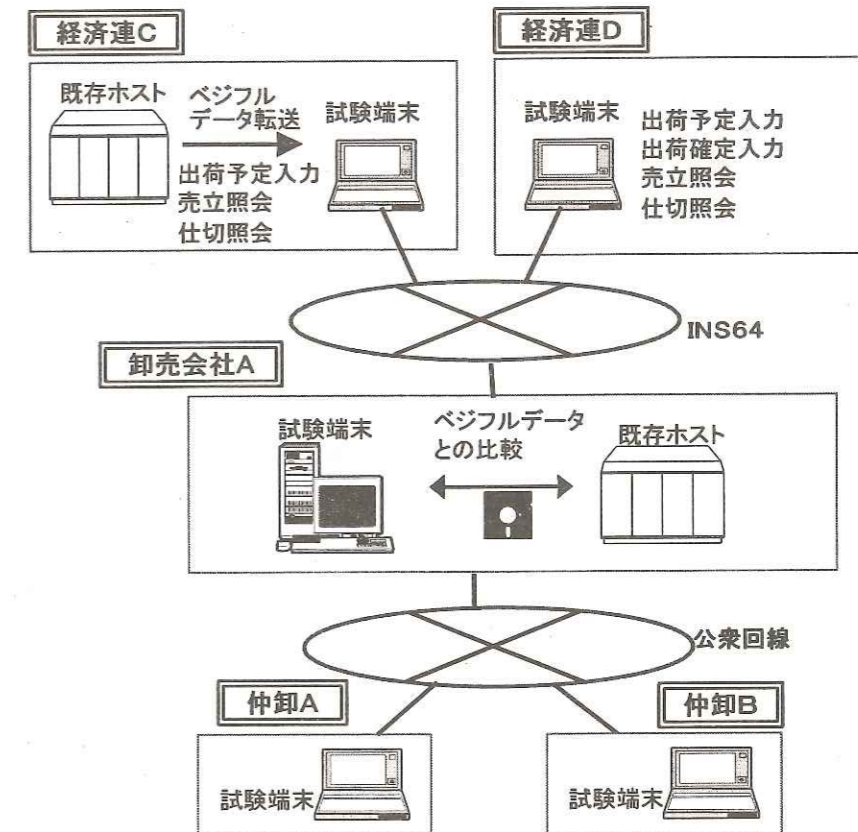 経済連C
経済連D
既存ホスト
ベジフル
データ転送
試験端末
出荷予定入力
売立照会
仕切照会
試験端末
出荷予定入力
出荷確定入力
売立照会
仕切照会
INS64
卸売会社A
試験端末
ベジフルデータ
との比較
既存ホスト
公衆回線
仲卸A
仲卸B
試験端末
試験端末